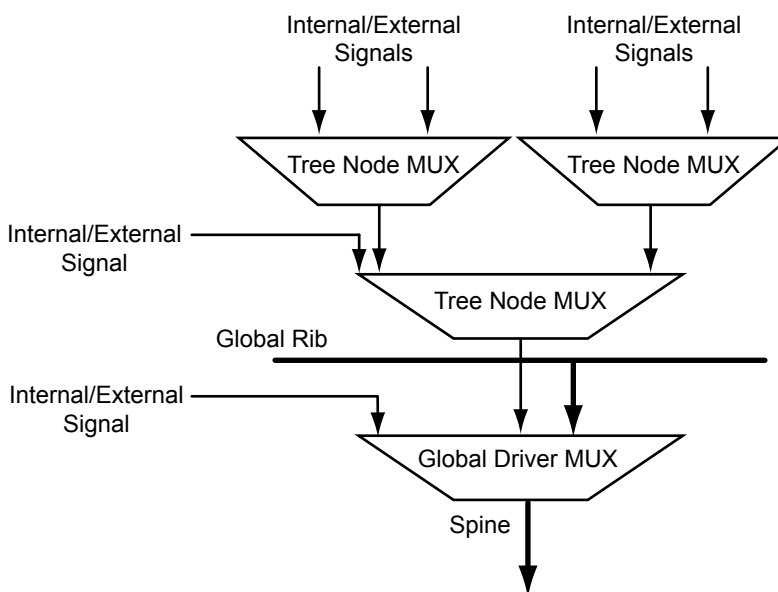 Internal/External
Signals
Internal/External
Signals
Tree Node MUX
Tree Node MUX
Internal/External
Signal
Tree Node MUX
Global Rib
Internal/External
Signal
Global Driver MUX
Spine